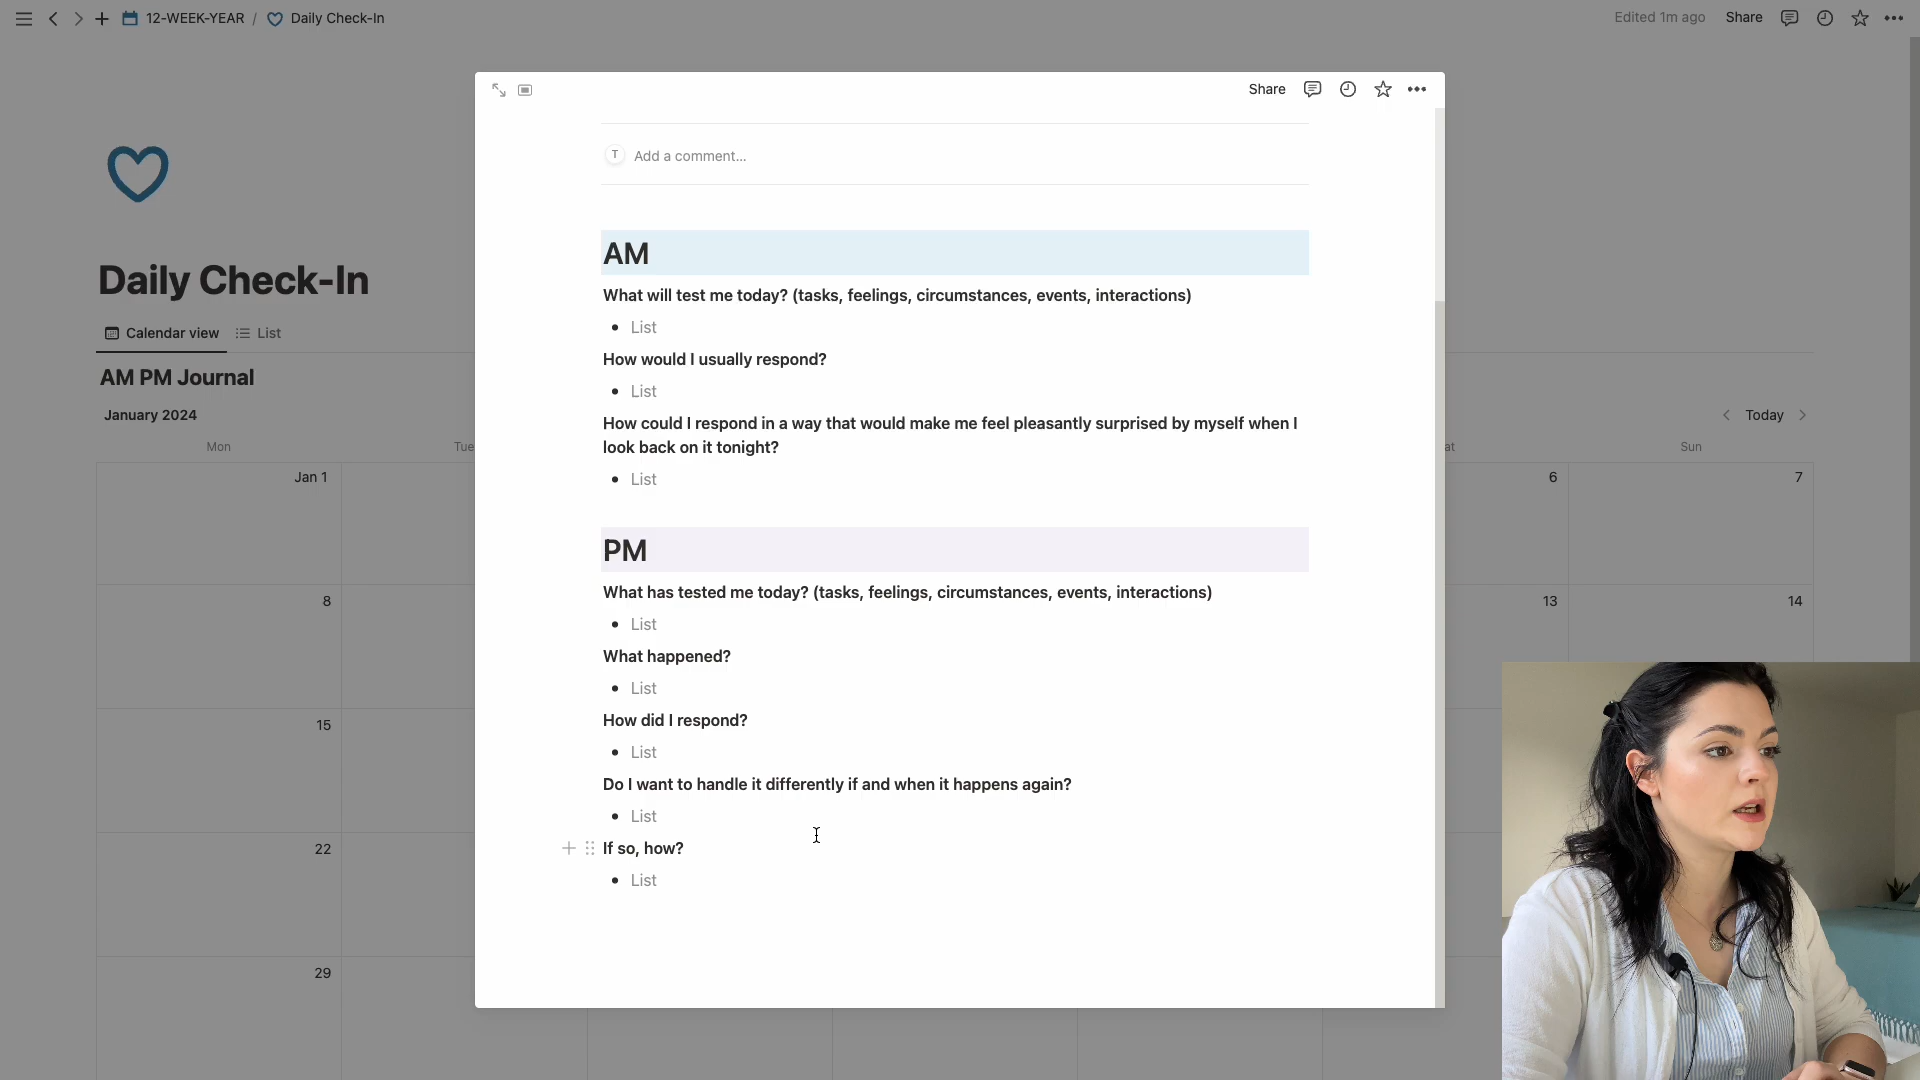 12-WEEK-YEAR / Daily Check-In
Edited 1m ago Share
Share
T Add a comment...
Daily Check-In
Calendar view List
AM PM Journal
January 2024
Today
Mon Tue at Sun
Jan 1 6 7
8 13 14
15
22
29
AM
What will test me today? (tasks, feelings, circumstances, events, interactions)
• List
How would I usually respond?
• List
How could I respond in a way that would make me feel pleasantly surprised by myself when I
look back on it tonight?
• List
PM
What has tested me today? (tasks, feelings, circumstances, events, interactions)
• List
What happened?
• List
How did I respond?
• List
Do I want to handle it differently if and when it happens again?
• List
If so, how?
• List